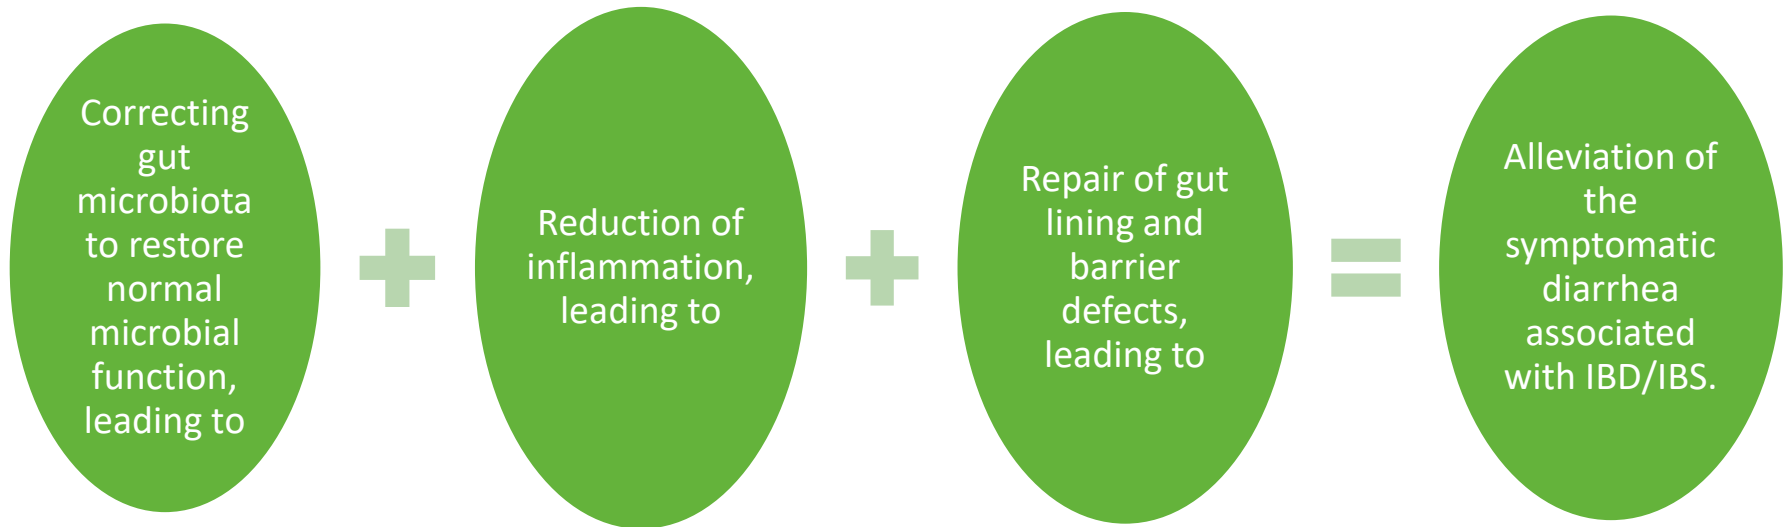 Correcting
gut
microbiota
to restore
normal
microbial
function,
leading to
Reduction of
inflammation,
leading to
Repair of gut
lining and
barrier
defects,
leading to
Alleviation of
the
symptomatic
diarrhea
associated
with IBD/IBS.